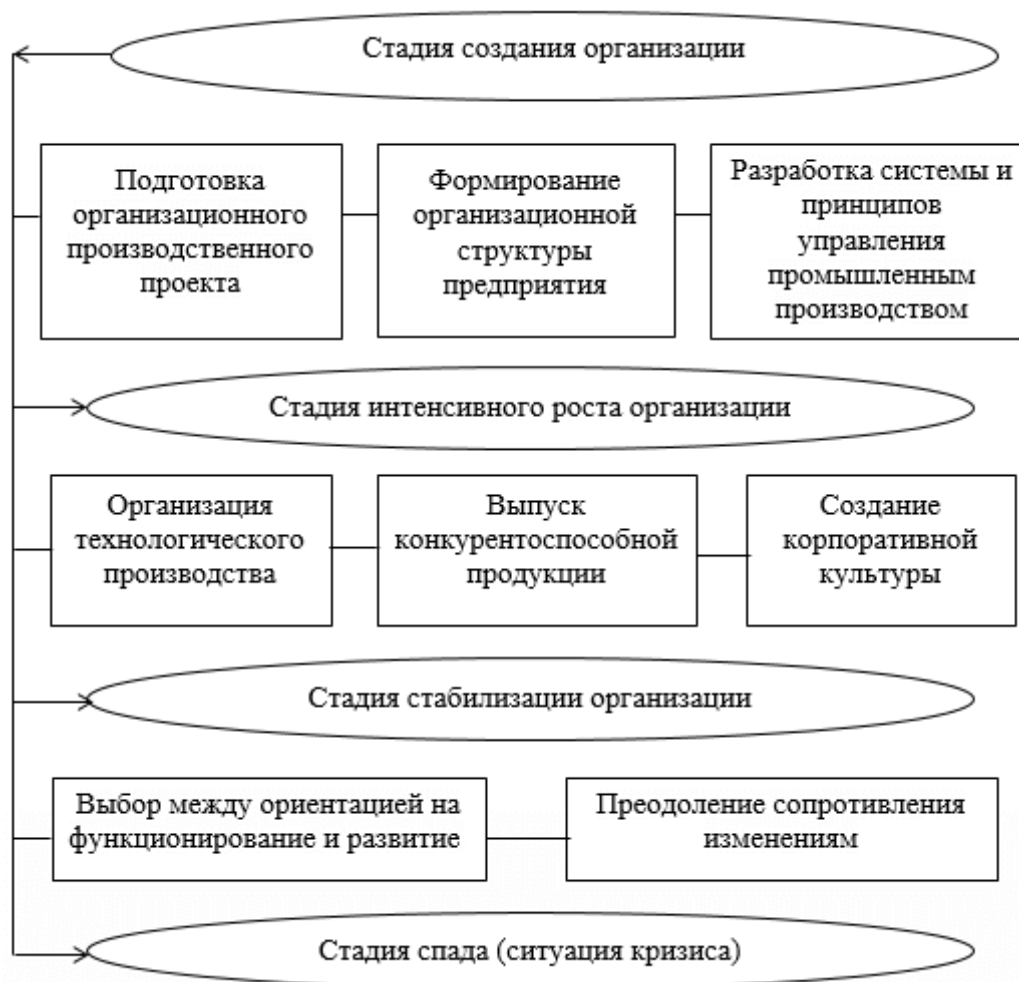 Стадия создания организации
Подготовка
организационного
производственного
проекта
Формирование
организационной
структуры
предприятия
Разработка системы и
принципов
управления
промышленным
производством
Стадия интенсивного роста организации
Организация
технологического
производства
Выпуск
конкурентоспособной
продукции
Создание
корпоративной
культуры
Стадия стабилизации организации
Выбор между ориентацией на
функционирование и развитие
Преодоление сопротивления
изменениям
Стадия спада (ситуация кризиса)